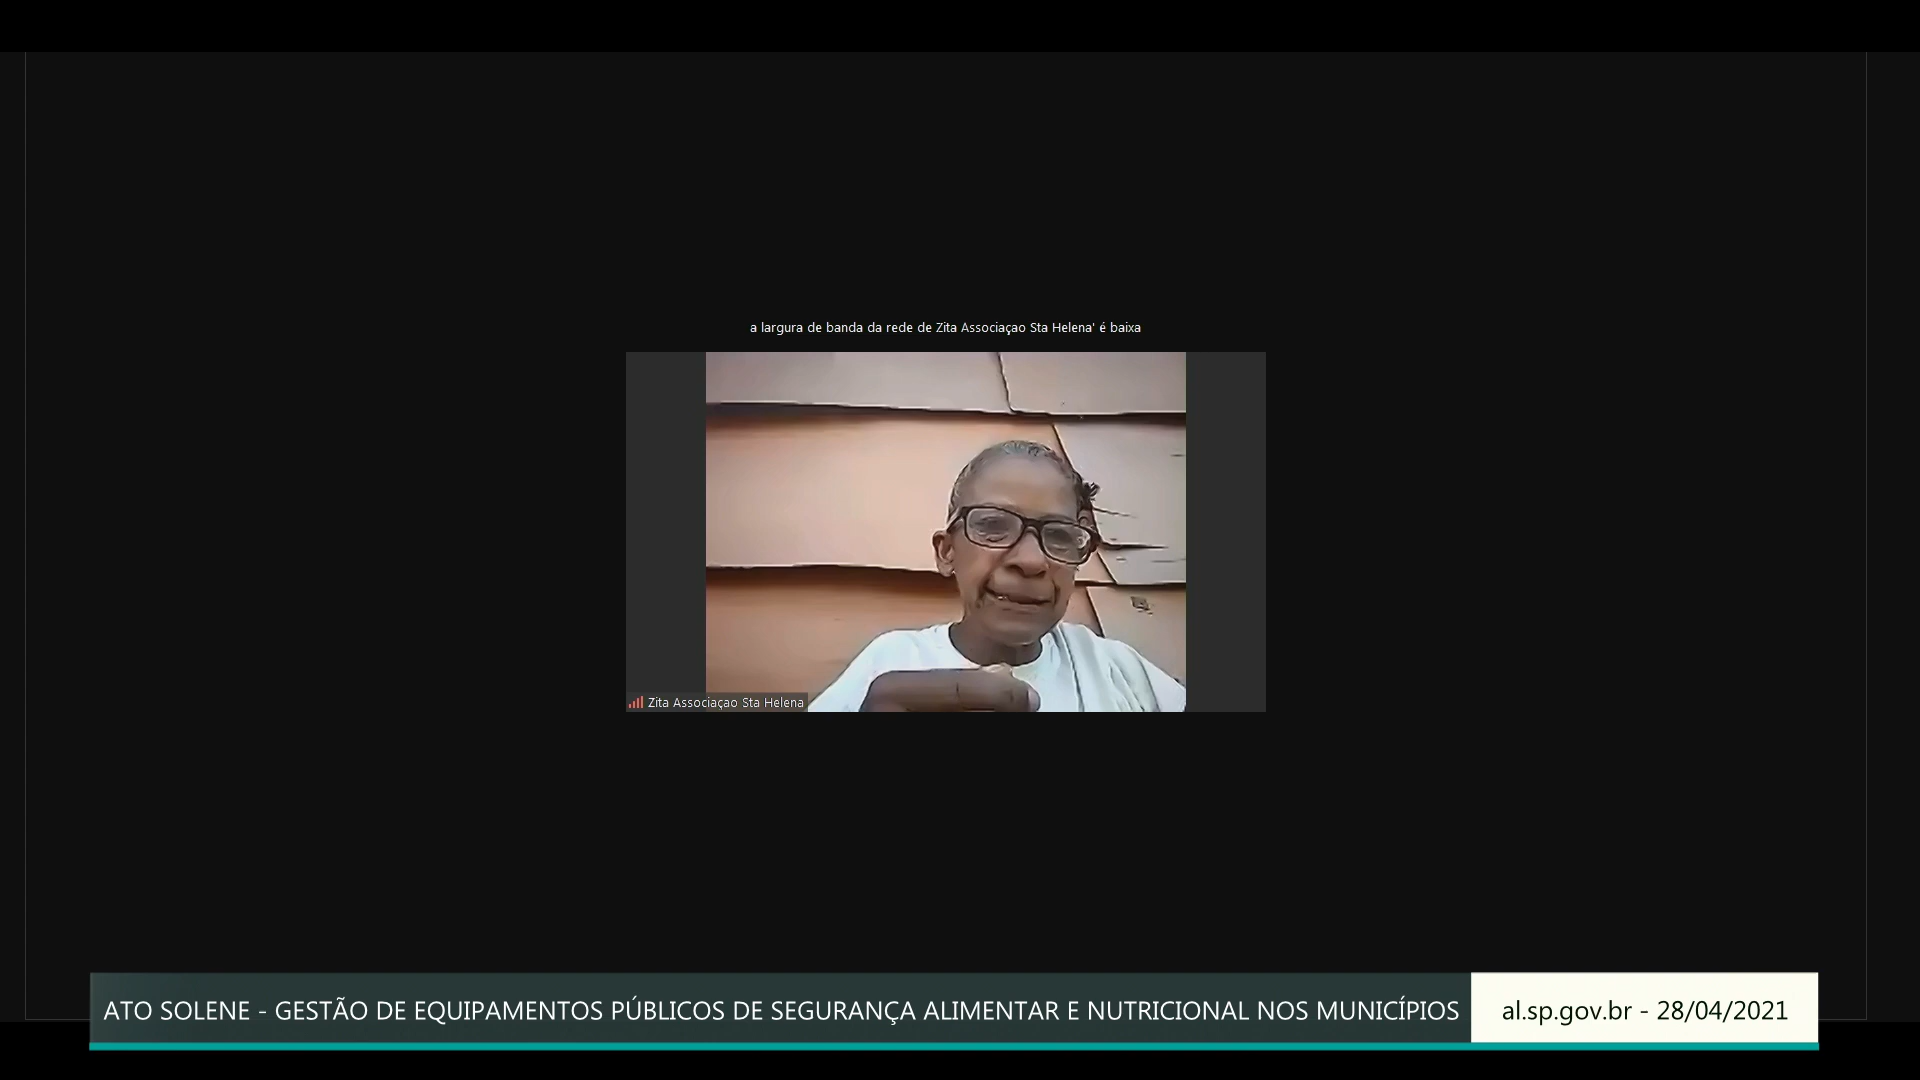 a largura de banda da rede de Zita Associaçao Sta Helena' é baixa
Zita Associaçao Sta Helena
ATO SOLENE - GESTÃO DE EQUIPAMENTOS PÚBLICOS DE SEGURANÇA ALIMENTAR E NUTRICIONAL NOS MUNICÍPIOS
al.sp.gov.br - 28/04/2021